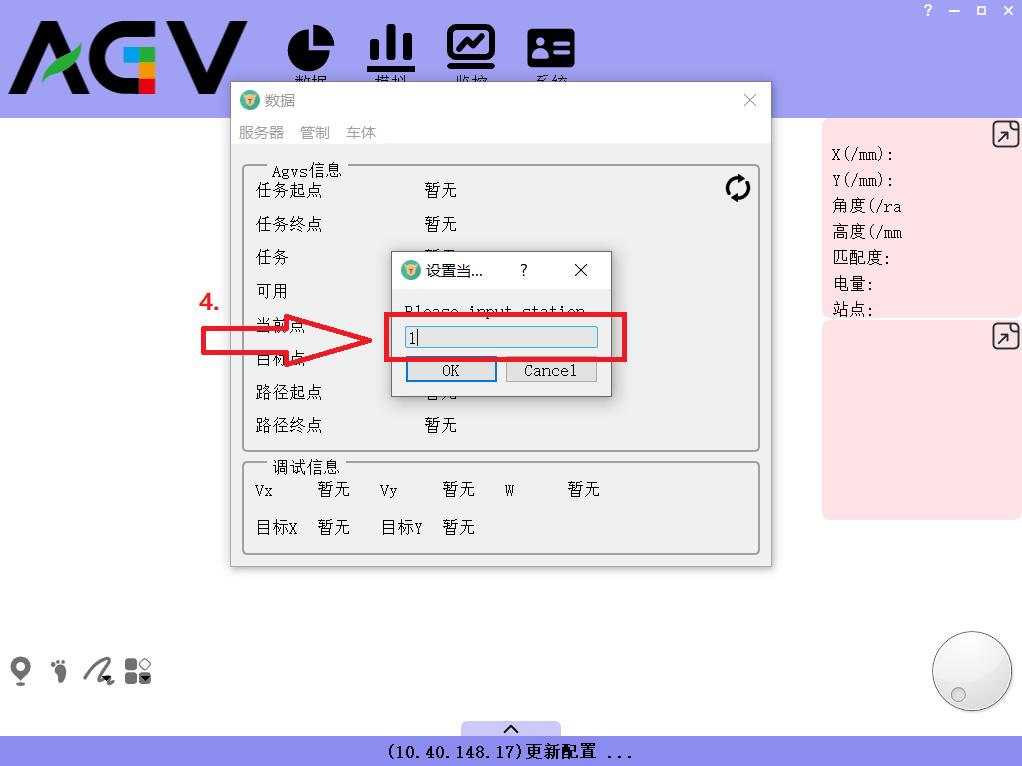 AGV
?
数据
模拟
监控
系统
数据
服务器 管制 车体
Agvs信息
任务起点 暂无
任务终点 暂无
任务
可用
当前点
目标点
路径起点
路径终点 暂无
4.
设置当... ?
Please input station
1
OK Cancel
调试信息
Vx 暂无 Vy 暂无 W 暂无
目标X 暂无 目标Y 暂无
X(/mm):
Y(/mm):
角度(/ra
高度(/mm
匹配度:
电量:
站点:
(10.40.148.17)更新配置 ...